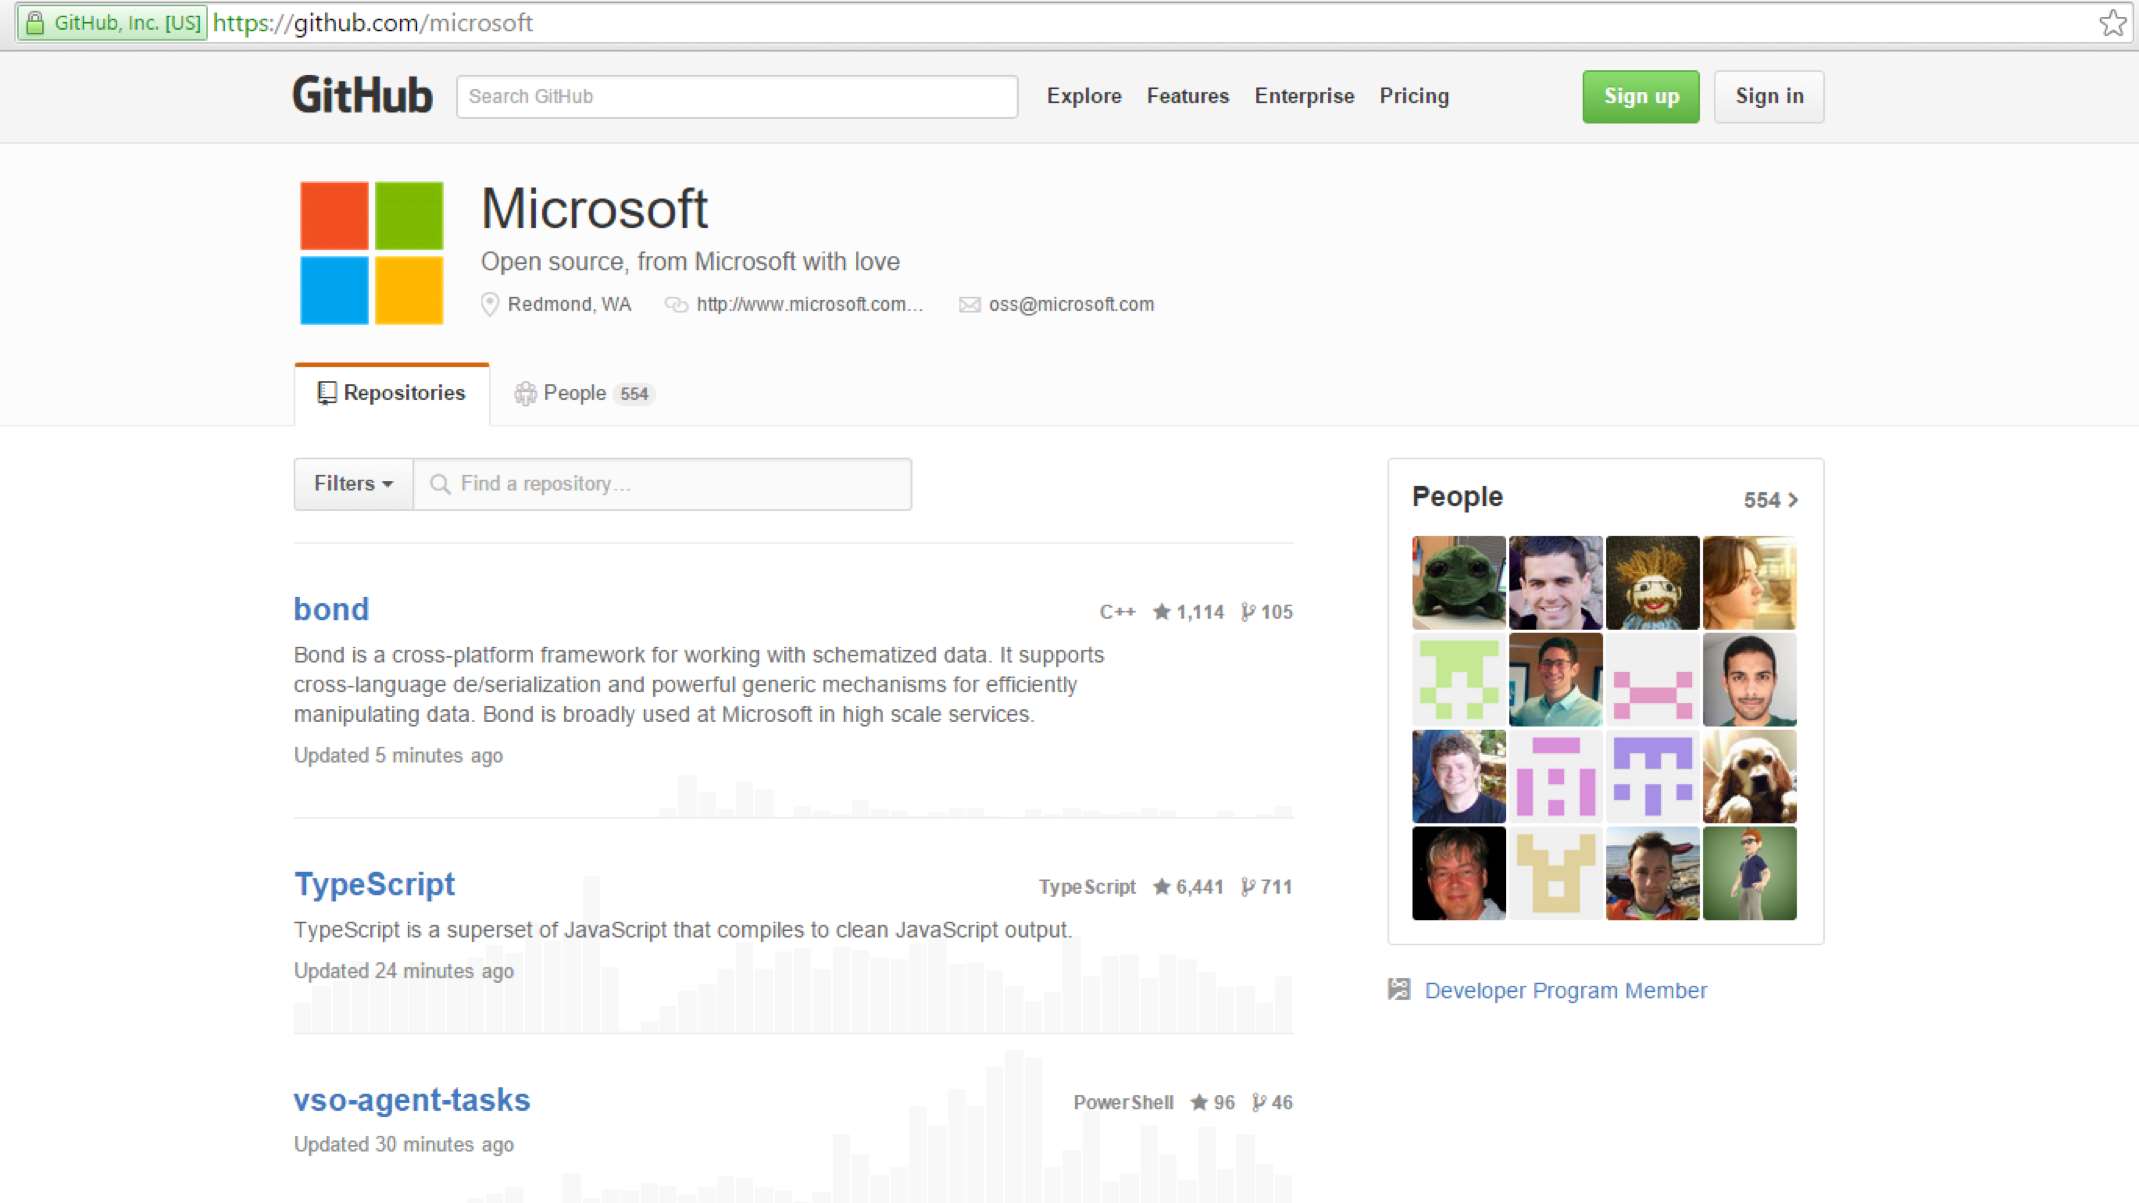 GitHub, Inc. [US] https://github.com/microsoft
GitHub Search GitHub Explore Features Enterprise Pricing Sign up Sign in
Microsoft
Open source, from Microsoft with love
Redmond, WA http://www.microsoft.com... oss@microsoft.com
Repositories People 554
Filters Find a repository...
People 554
bond C++ 1,114 105
Bond is a cross-platform framework for working with schematized data. It supports
cross-language de/serialization and powerful generic mechanisms for efficiently
manipulating data. Bond is broadly used at Microsoft in high scale services.
Updated 5 minutes ago
TypeScript TypeScript 6,441 711
TypeScript is a superset of JavaScript that compiles to clean JavaScript output.
Updated 24 minutes ago
Developer Program Member
vso-agent-tasks PowerShell 96 46
Updated 30 minutes ago